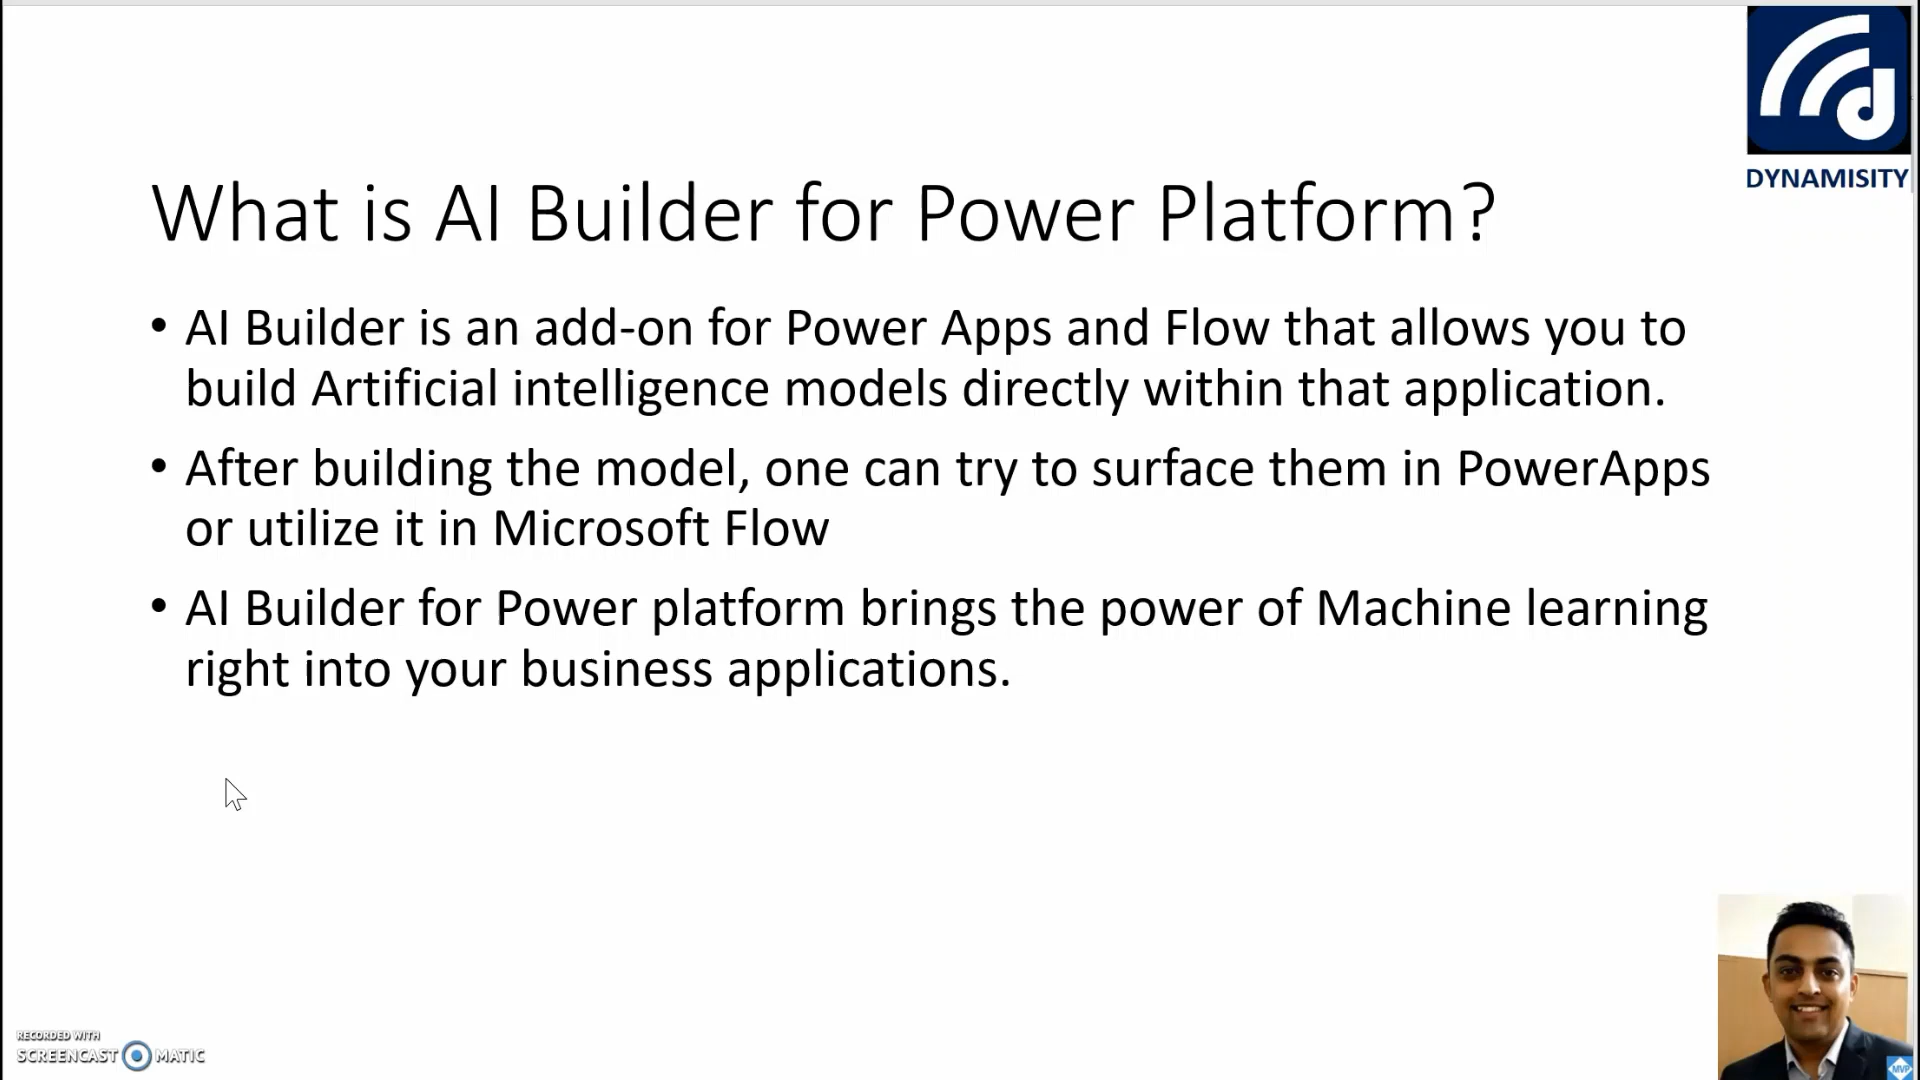 DYNAMISITY
What is AI Builder for Power Platform?
• AI Builder is an add-on for Power Apps and Flow that allows you to
build Artificial intelligence models directly within that application.
• After building the model, one can try to surface them in PowerApps
or utilize it in Microsoft Flow
• AI Builder for Power platform brings the power of Machine learning
right into your business applications.
RECORDED WITH
SCREENCAST MATIC
MVP